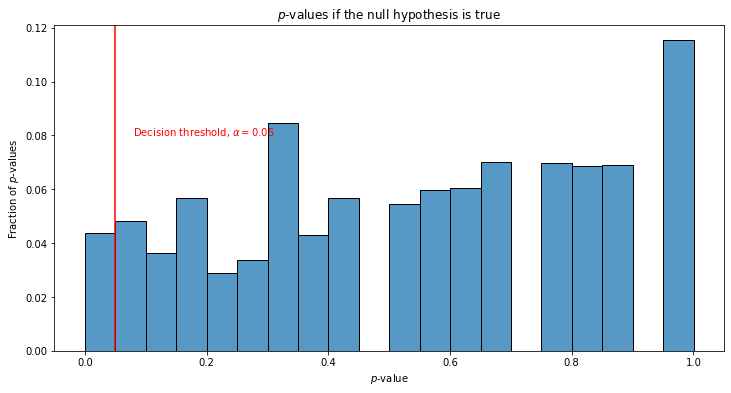 p-values if the null hypothesis is true
0.12
0.10
0.08
0.06
0.04
0.02
0.00
Fraction of p-values
Decision threshold, α = 0.05
0.0 0.2 0.4 0.6 0.8 1.0
p-value